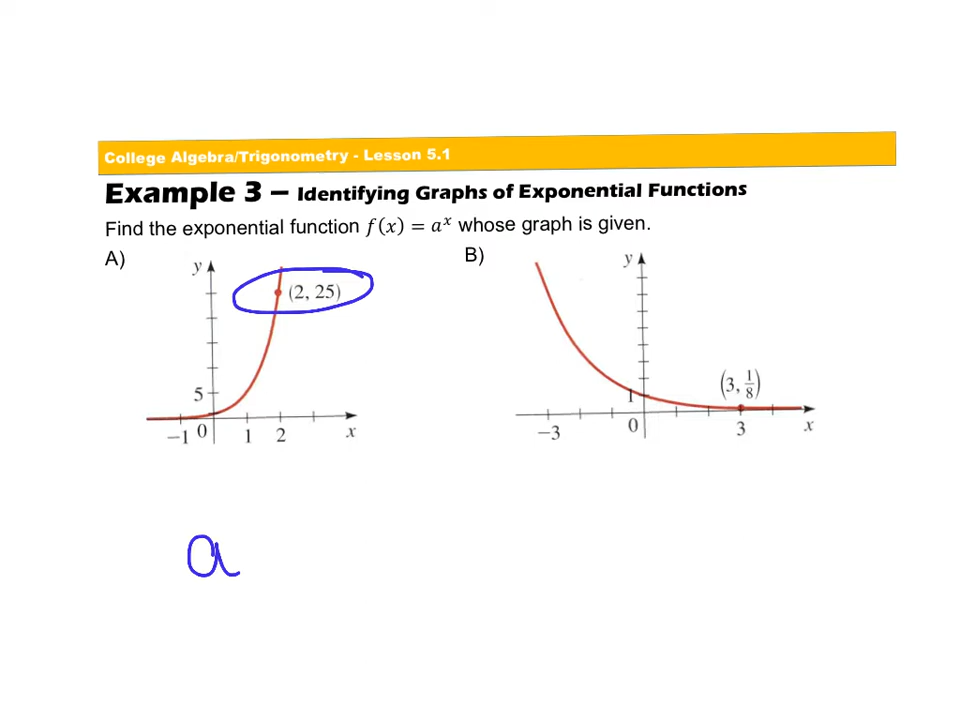 College Algebra/Trigonometry - Lesson 5.1
Example 3 – Identifying Graphs of Exponential Functions
Find the exponential function f(x) = aˣ whose graph is given.
A)
y
(2, 25)
5
−1 0 1 2 x
B)
y
(3, 1/8)
1
−3 0 3 x
a